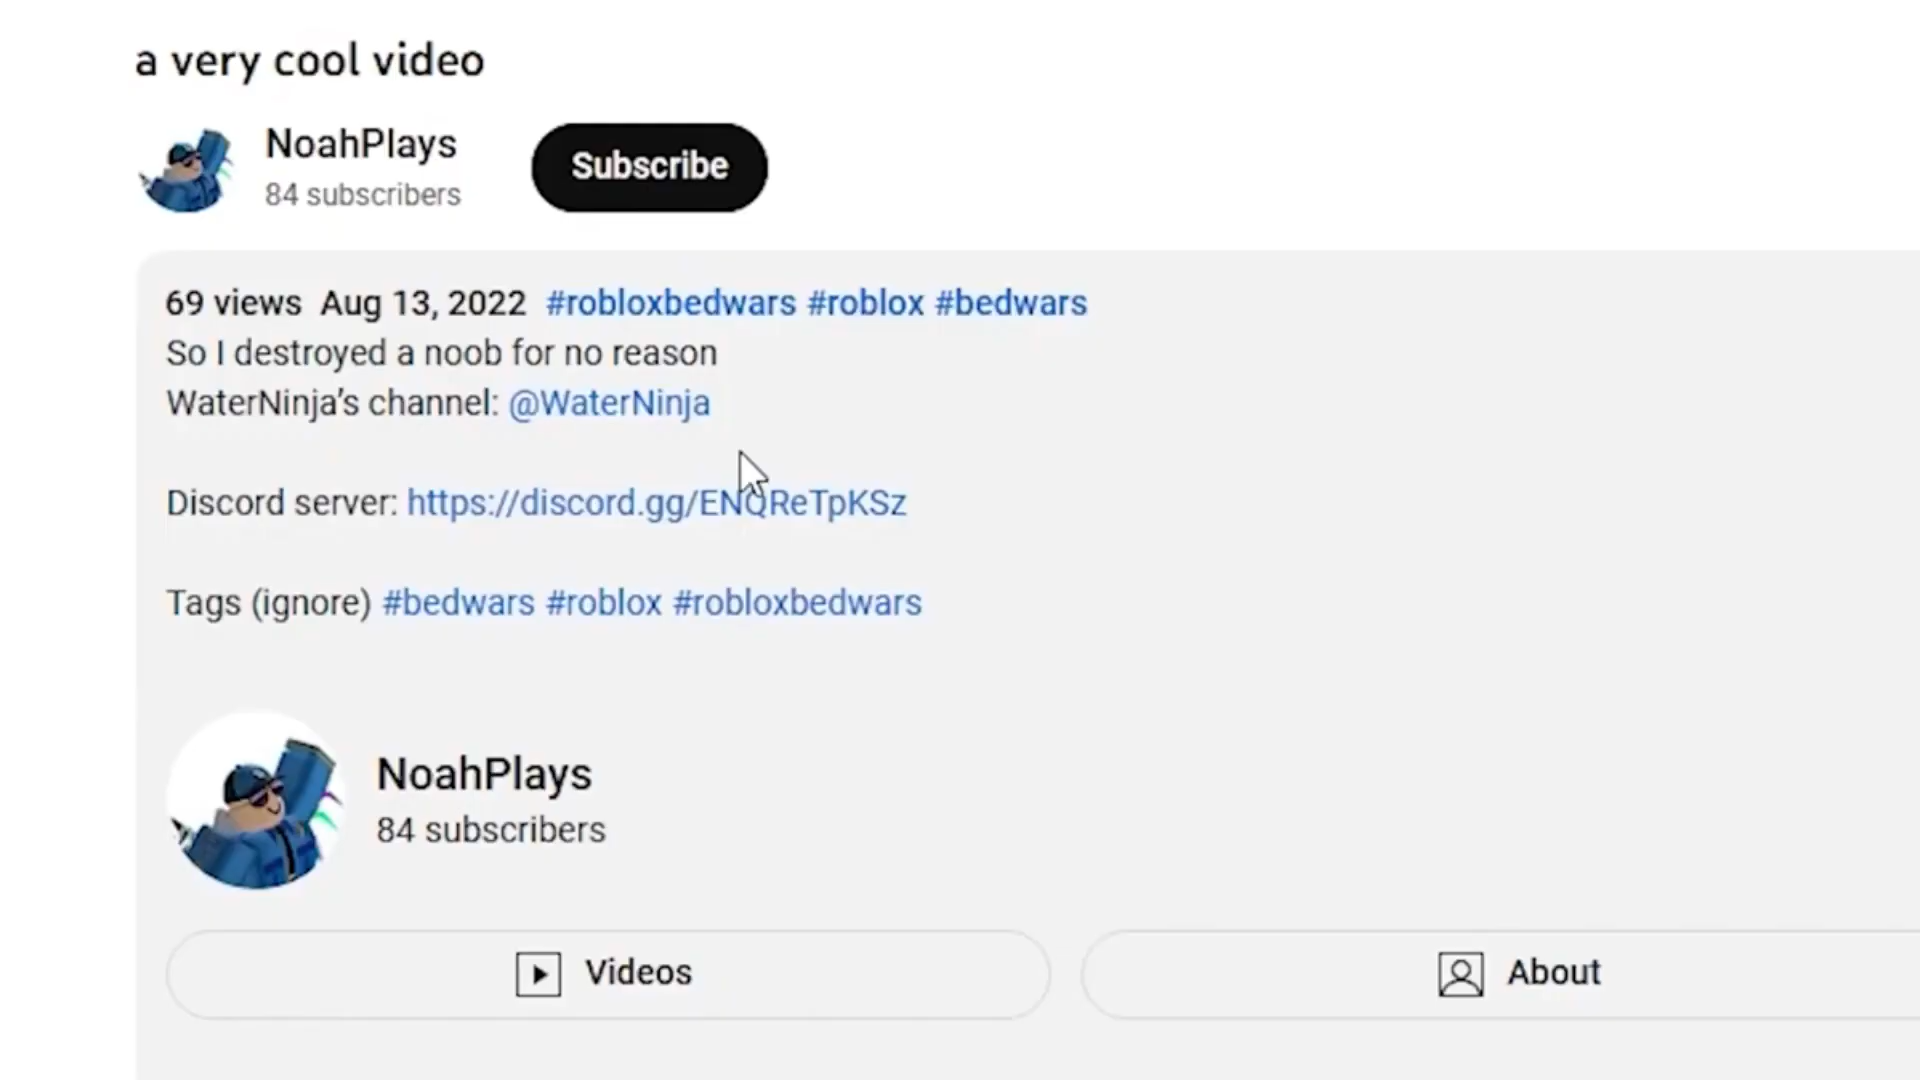 a very cool video
NoahPlays
84 subscribers
Subscribe
69 views Aug 13, 2022 #robloxbedwars #roblox #bedwars
So I destroyed a noob for no reason
WaterNinja’s channel: @WaterNinja
Discord server: https://discord.gg/ENQReTpKSz
Tags (ignore) #bedwars #roblox #robloxbedwars
NoahPlays
84 subscribers
Videos
About